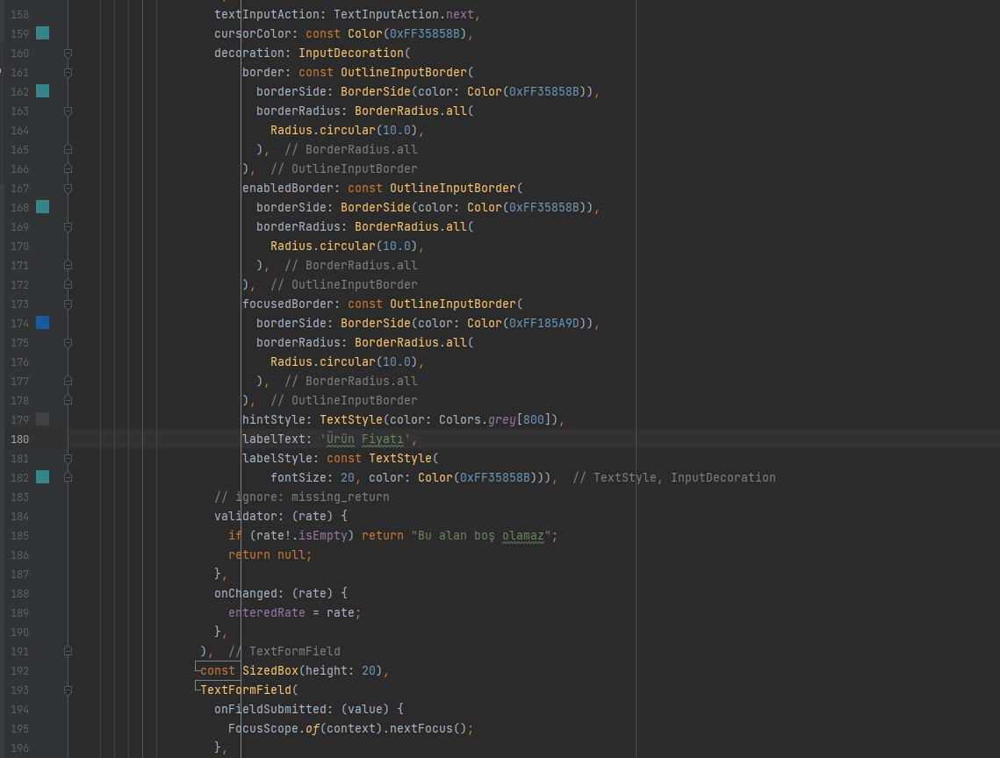 158 textInputAction: TextInputAction.next,
159 cursorColor: const Color(0xFF35858B),
160 decoration: InputDecoration(
161 border: const OutlineInputBorder(
162 borderSide: BorderSide(color: Color(0xFF35858B)),
163 borderRadius: BorderRadius.all(
164 Radius.circular(10.0),
165 ), // BorderRadius.all
166 ), // OutlineInputBorder
167 enabledBorder: const OutlineInputBorder(
168 borderSide: BorderSide(color: Color(0xFF35858B)),
169 borderRadius: BorderRadius.all(
170 Radius.circular(10.0),
171 ), // BorderRadius.all
172 ), // OutlineInputBorder
173 focusedBorder: const OutlineInputBorder(
174 borderSide: BorderSide(color: Color(0xFF185A9D)),
175 borderRadius: BorderRadius.all(
176 Radius.circular(10.0),
177 ), // BorderRadius.all
178 ), // OutlineInputBorder
179 hintStyle: TextStyle(color: Colors.grey[800]),
180 labelText: 'Ürün Fiyatı',
181 labelStyle: const TextStyle(
182 fontSize: 20, color: Color(0xFF35858B))), // TextStyle, InputDecoration
183 // ignore: missing_return
184 validator: (rate) {
185 if (rate!.isEmpty) return "Bu alan boş olamaz";
186 return null;
187 },
188 onChanged: (rate) {
189 enteredRate = rate;
190 },
191 ), // TextFormField
192 const SizedBox(height: 20),
193 TextFormField(
194 onFieldSubmitted: (value) {
195 FocusScope.of(context).nextFocus();
196 },